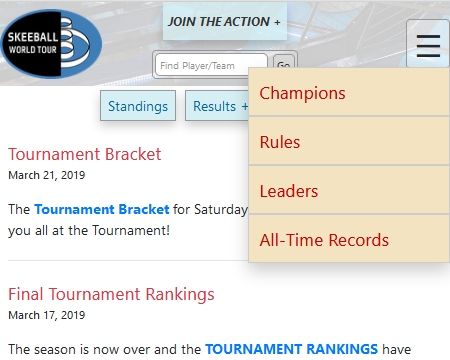 SKEEBALL
WORLD TOUR
JOIN THE ACTION +
Find Player/Team
Go
Standings
Results +
Champions
Rules
Leaders
All-Time Records
Tournament Bracket
March 21, 2019
The Tournament Bracket for Saturday
you all at the Tournament!
Final Tournament Rankings
March 17, 2019
The season is now over and the TOURNAMENT RANKINGS have